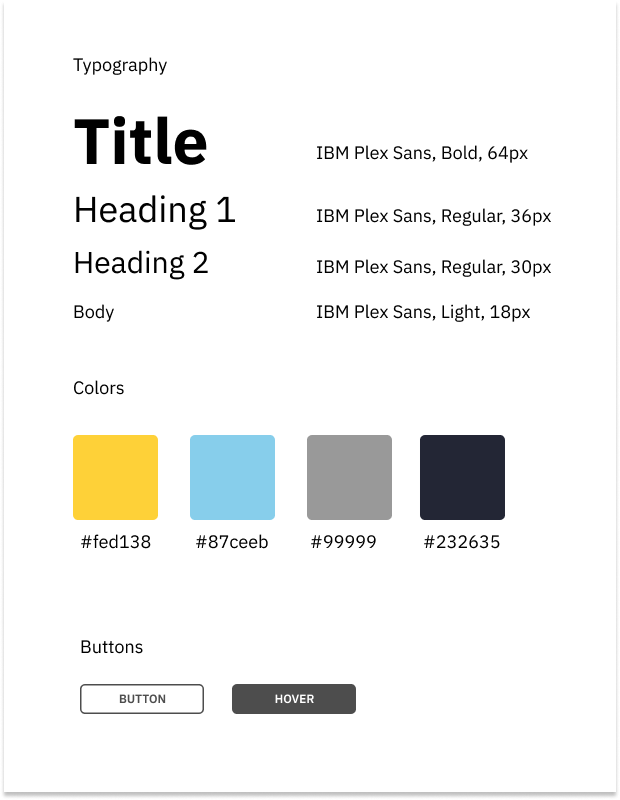 Typography
Title
IBM Plex Sans, Bold, 64px
Heading 1
IBM Plex Sans, Regular, 36px
Heading 2
IBM Plex Sans, Regular, 30px
Body
IBM Plex Sans, Light, 18px
Colors
#fed138
#87ceeb
#99999
#232635
Buttons
BUTTON
HOVER